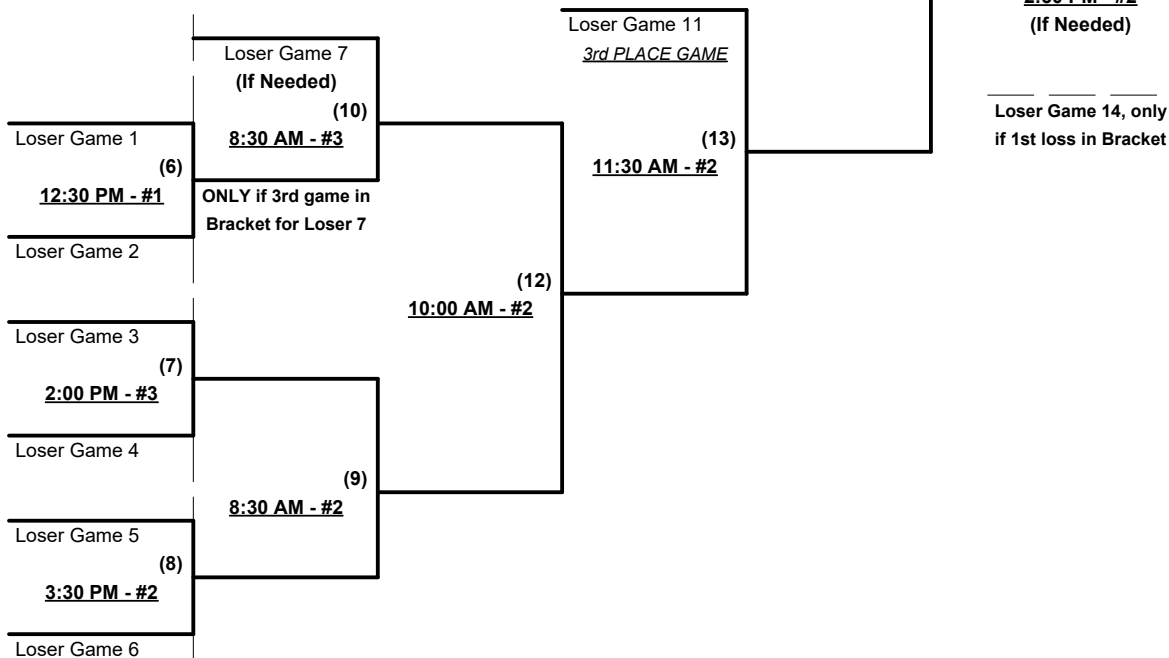 Loser Game 11
3rd PLACE GAME
(If Needed)
Loser Game 7
(If Needed)
(10)
8:30 AM - #3
Loser Game 14, only
if 1st loss in Bracket
Loser Game 1
(6)
12:30 PM - #1
(13)
11:30 AM - #2
ONLY if 3rd game in
Bracket for Loser 7
Loser Game 2
(12)
10:00 AM - #2
Loser Game 3
(7)
2:00 PM - #3
Loser Game 4
(9)
8:30 AM - #2
Loser Game 5
(8)
3:30 PM - #2
Loser Game 6